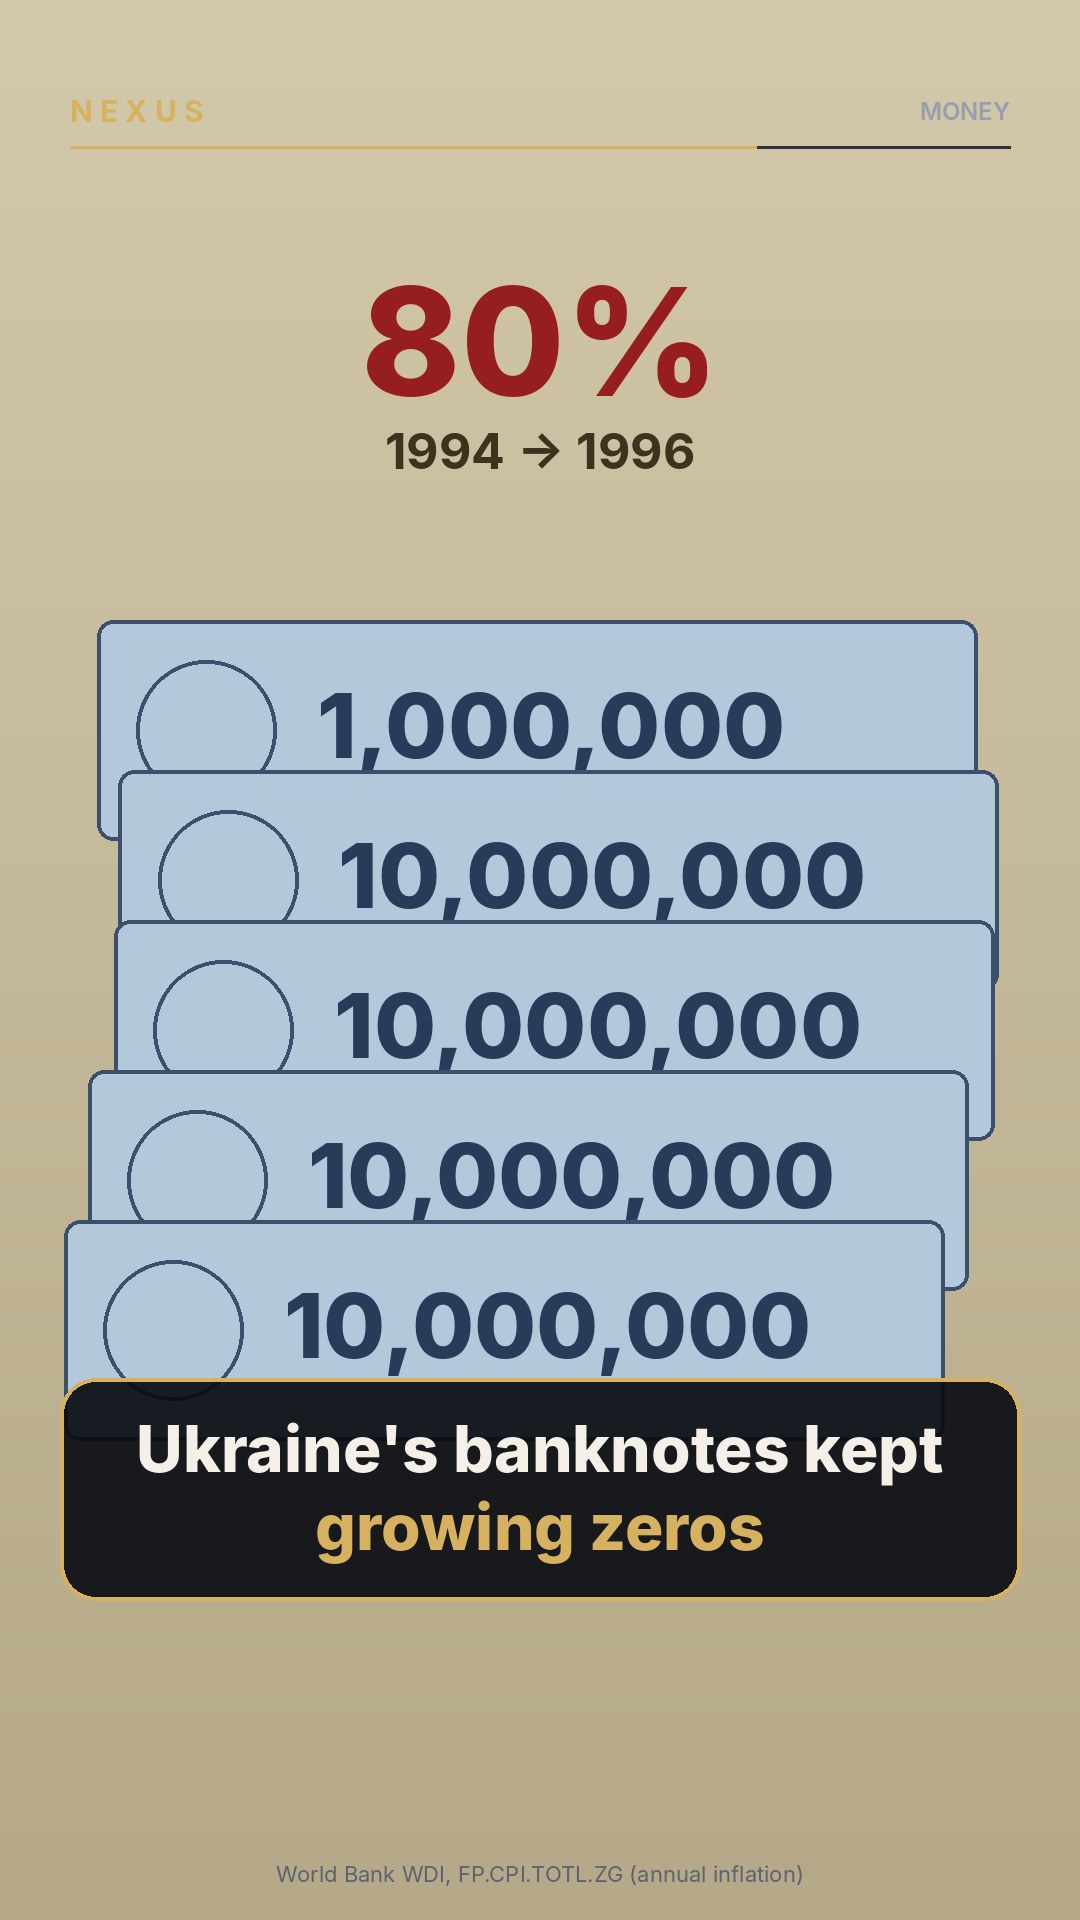 NEXUS
MONEY
80%
1994 → 1996
1,000,000
10,000,000
10,000,000
10,000,000
10,000,000
Ukraine's banknotes kept
growing zeros
World Bank WDI, FP.CPI.TOTL.ZG (annual inflation)